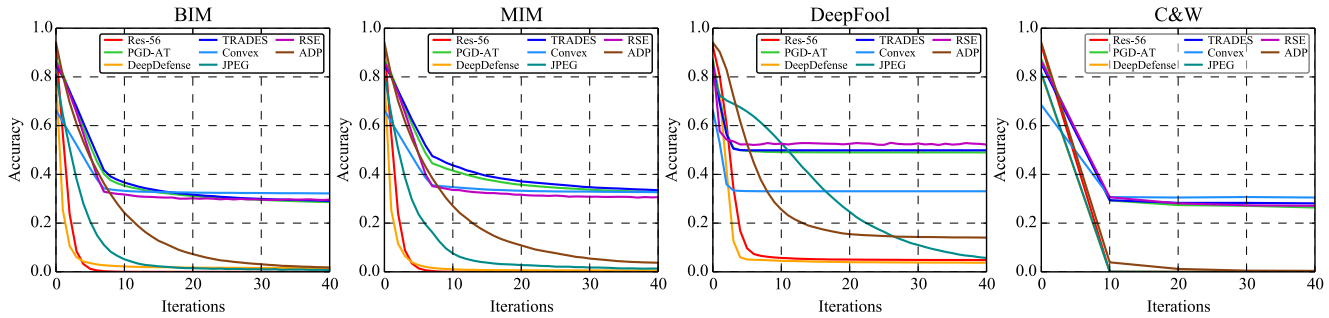 BIM
Accuracy
1.0
0.8
0.6
0.4
0.2
0.0
Res-56
PGD-AT
DeepDefense
TRADES
Convex
JPEG
RSE
ADP
0 10 20 30 40
Iterations
MIM
Accuracy
1.0
0.8
0.6
0.4
0.2
0.0
Res-56
PGD-AT
DeepDefense
TRADES
Convex
JPEG
RSE
ADP
0 10 20 30 40
Iterations
DeepFool
Accuracy
1.0
0.8
0.6
0.4
0.2
0.0
Res-56
PGD-AT
DeepDefense
TRADES
Convex
JPEG
RSE
ADP
0 10 20 30 40
Iterations
C&W
Accuracy
1.0
0.8
0.6
0.4
0.2
0.0
Res-56
PGD-AT
DeepDefense
TRADES
Convex
JPEG
RSE
ADP
0 10 20 30 40
Iterations